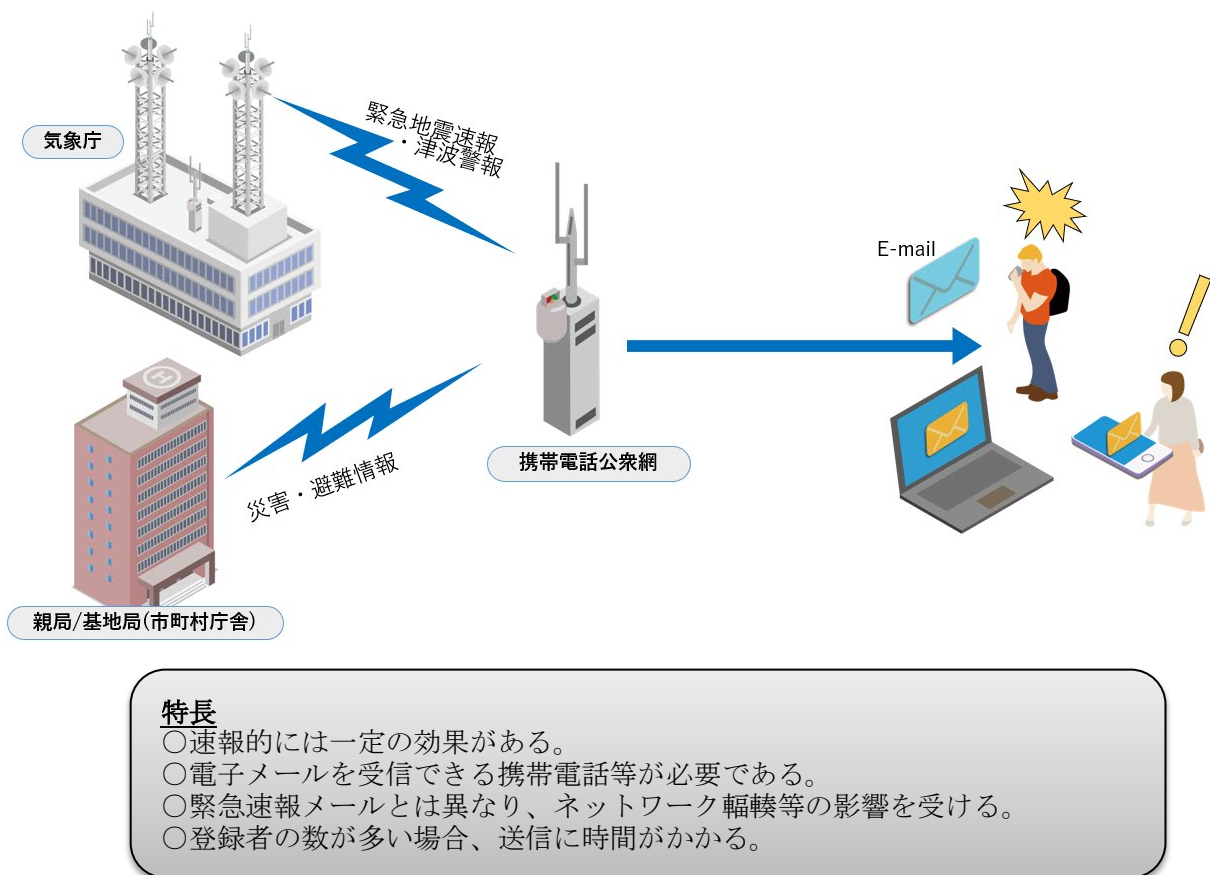 気象庁
緊急地震速報
・津波警報
E-mail
携帯電話公衆網
災害・避難情報
H
親局/基地局(市町村庁舎)
特長
○速報的には一定の効果がある。
○電子メールを受信できる携帯電話等が必要である。
○緊急速報メールとは異なり、ネットワーク輻輳等の影響を受ける。
○登録者の数が多い場合、送信に時間がかかる。